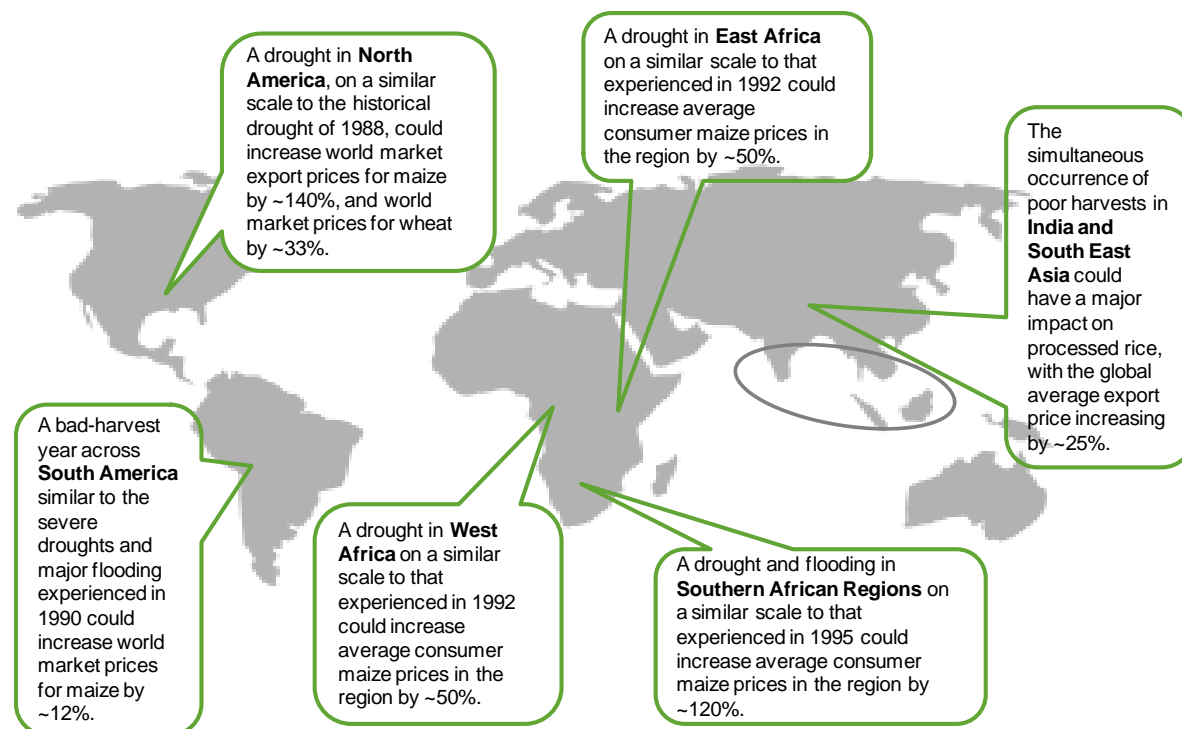 A drought in North
America, on a similar
scale to the historical
drought of 1988, could
increase world market
export prices for maize
by ~140%, and world
market prices for wheat
by ~33%.
A drought in East Africa
on a similar scale to that
experienced in 1992 could
increase average
consumer maize prices in
the region by ~50%.
The
simultaneous
occurrence of
poor harvests in
India and
South East
Asia could
have a major
impact on
processed rice,
with the global
average export
price increasing
by ~25%.
A bad-harvest
year across
South America
similar to the
severe
droughts and
major flooding
experienced in
1990 could
increase world
market prices
for maize by
~12%.
A drought in West
Africa on a similar
scale to that
experienced in 1992
could increase
average consumer
maize prices in the
region by ~50%.
A drought and flooding in
Southern African Regions on
a similar scale to that
experienced in 1995 could
increase average consumer
maize prices in the region by
~120%.